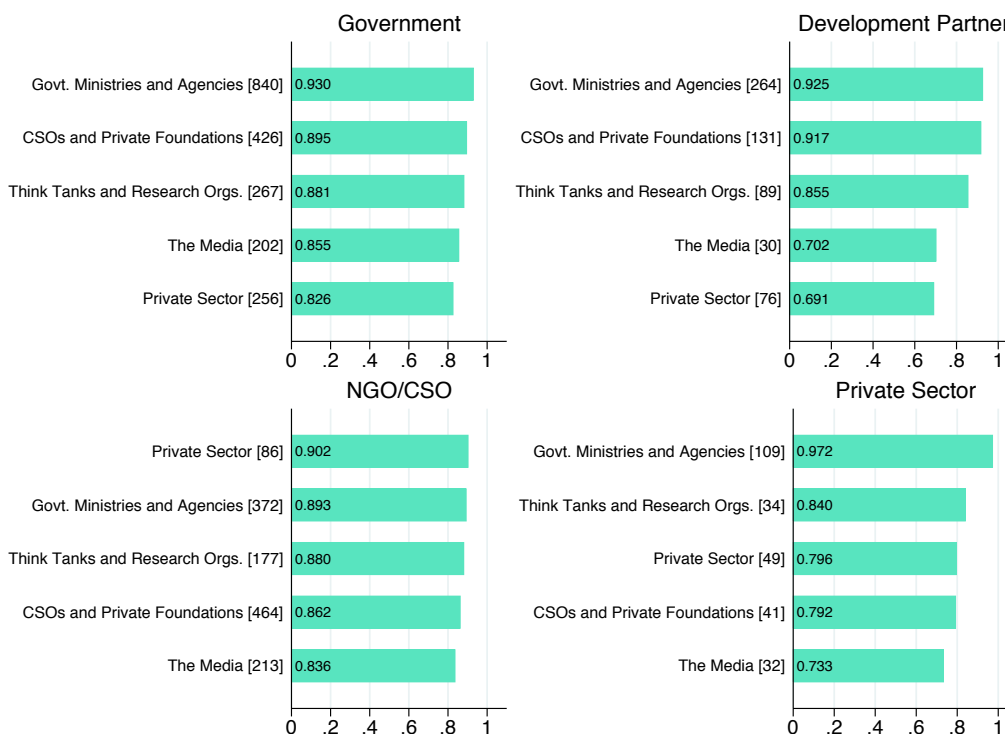 Government
Govt. Ministries and Agencies [840] 0.930
CSOs and Private Foundations [426] 0.895
Think Tanks and Research Orgs. [267] 0.881
The Media [202] 0.855
Private Sector [256] 0.826
0 .2 .4 .6 .8 1
Development Partner
Govt. Ministries and Agencies [264] 0.925
CSOs and Private Foundations [131] 0.917
Think Tanks and Research Orgs. [89] 0.855
The Media [30] 0.702
Private Sector [76] 0.691
0 .2 .4 .6 .8 1
NGO/CSO
Private Sector [86] 0.902
Govt. Ministries and Agencies [372] 0.893
Think Tanks and Research Orgs. [177] 0.880
CSOs and Private Foundations [464] 0.862
The Media [213] 0.836
0 .2 .4 .6 .8 1
Private Sector
Govt. Ministries and Agencies [109] 0.972
Think Tanks and Research Orgs. [34] 0.840
Private Sector [49] 0.796
CSOs and Private Foundations [41] 0.792
The Media [32] 0.733
0 .2 .4 .6 .8 1